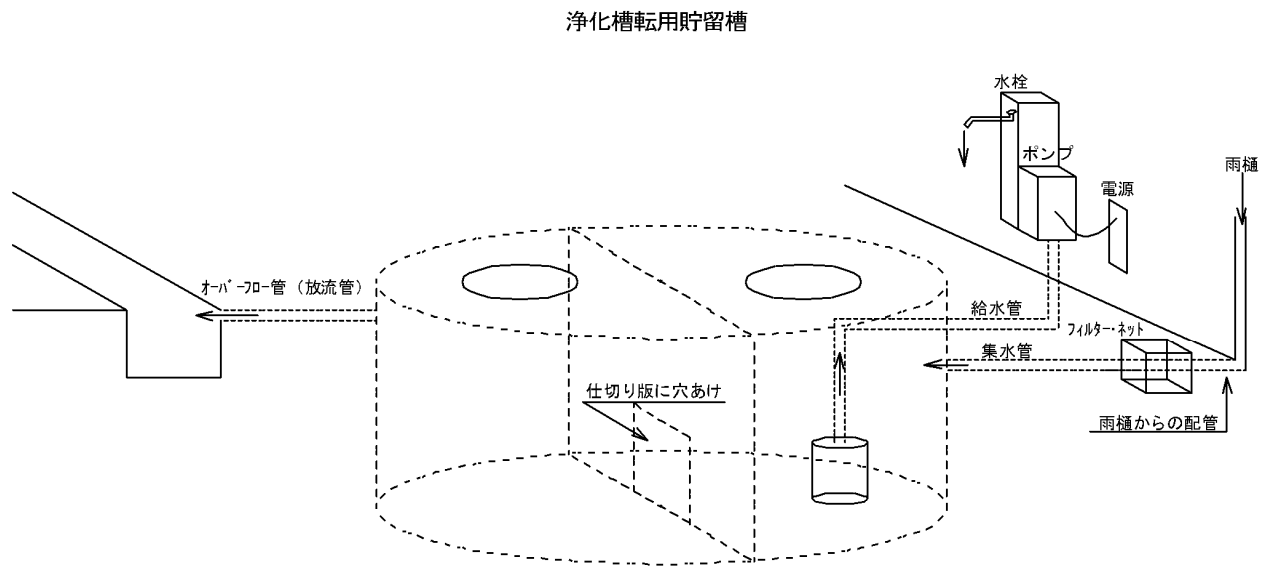 浄化槽転用貯留槽
水栓
ポンプ
雨樋
電源
オーバーフロー管（放流管）
給水管
フィルター・ネット
集水管
仕切り版に穴あけ
雨樋からの配管